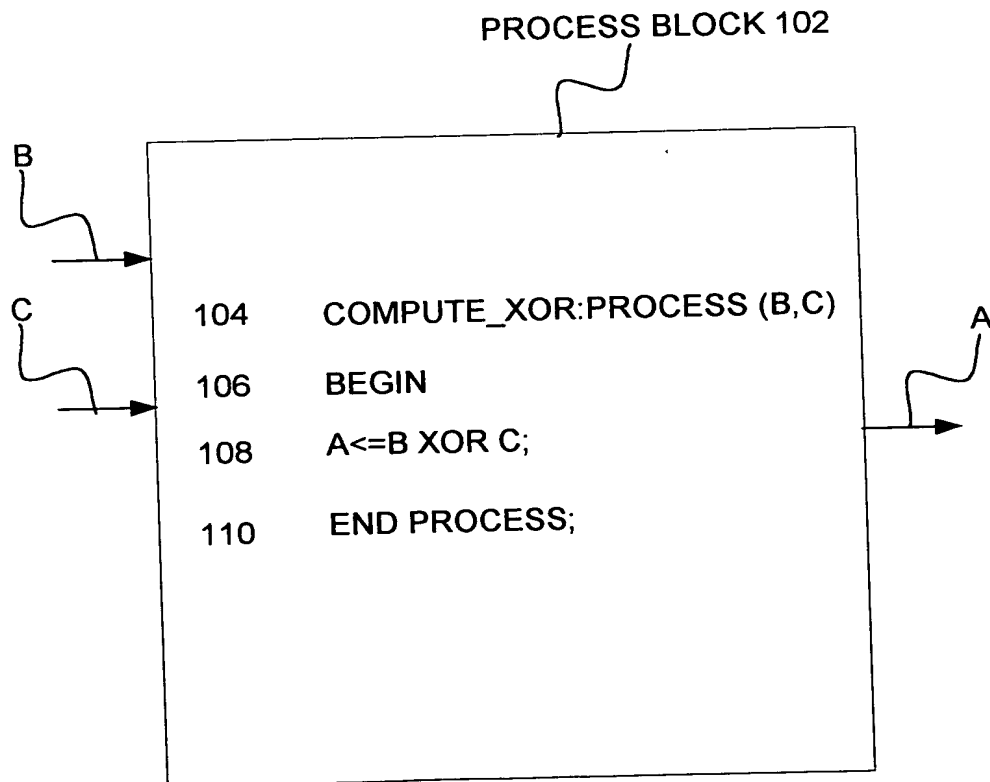 PROCESS BLOCK 102
B
C
A
104 COMPUTE_XOR:PROCESS (B,C)
106 BEGIN
108 A<=B XOR C;
110 END PROCESS;